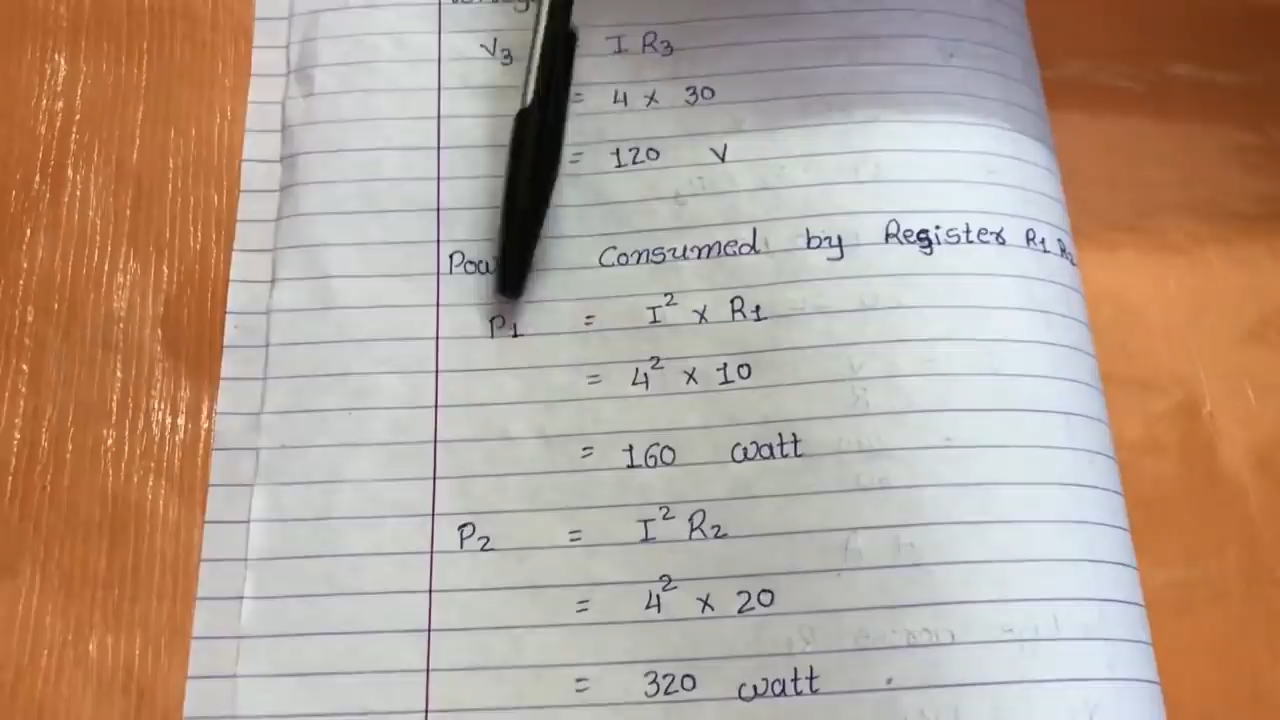 V3 I R3
= 4 × 30
= 120 V
Consumed by Register R1 R2
P1 = I² × R1
= 4² × 10
= 160 watt
P2 = I² R2
= 4² × 20
= 320 watt